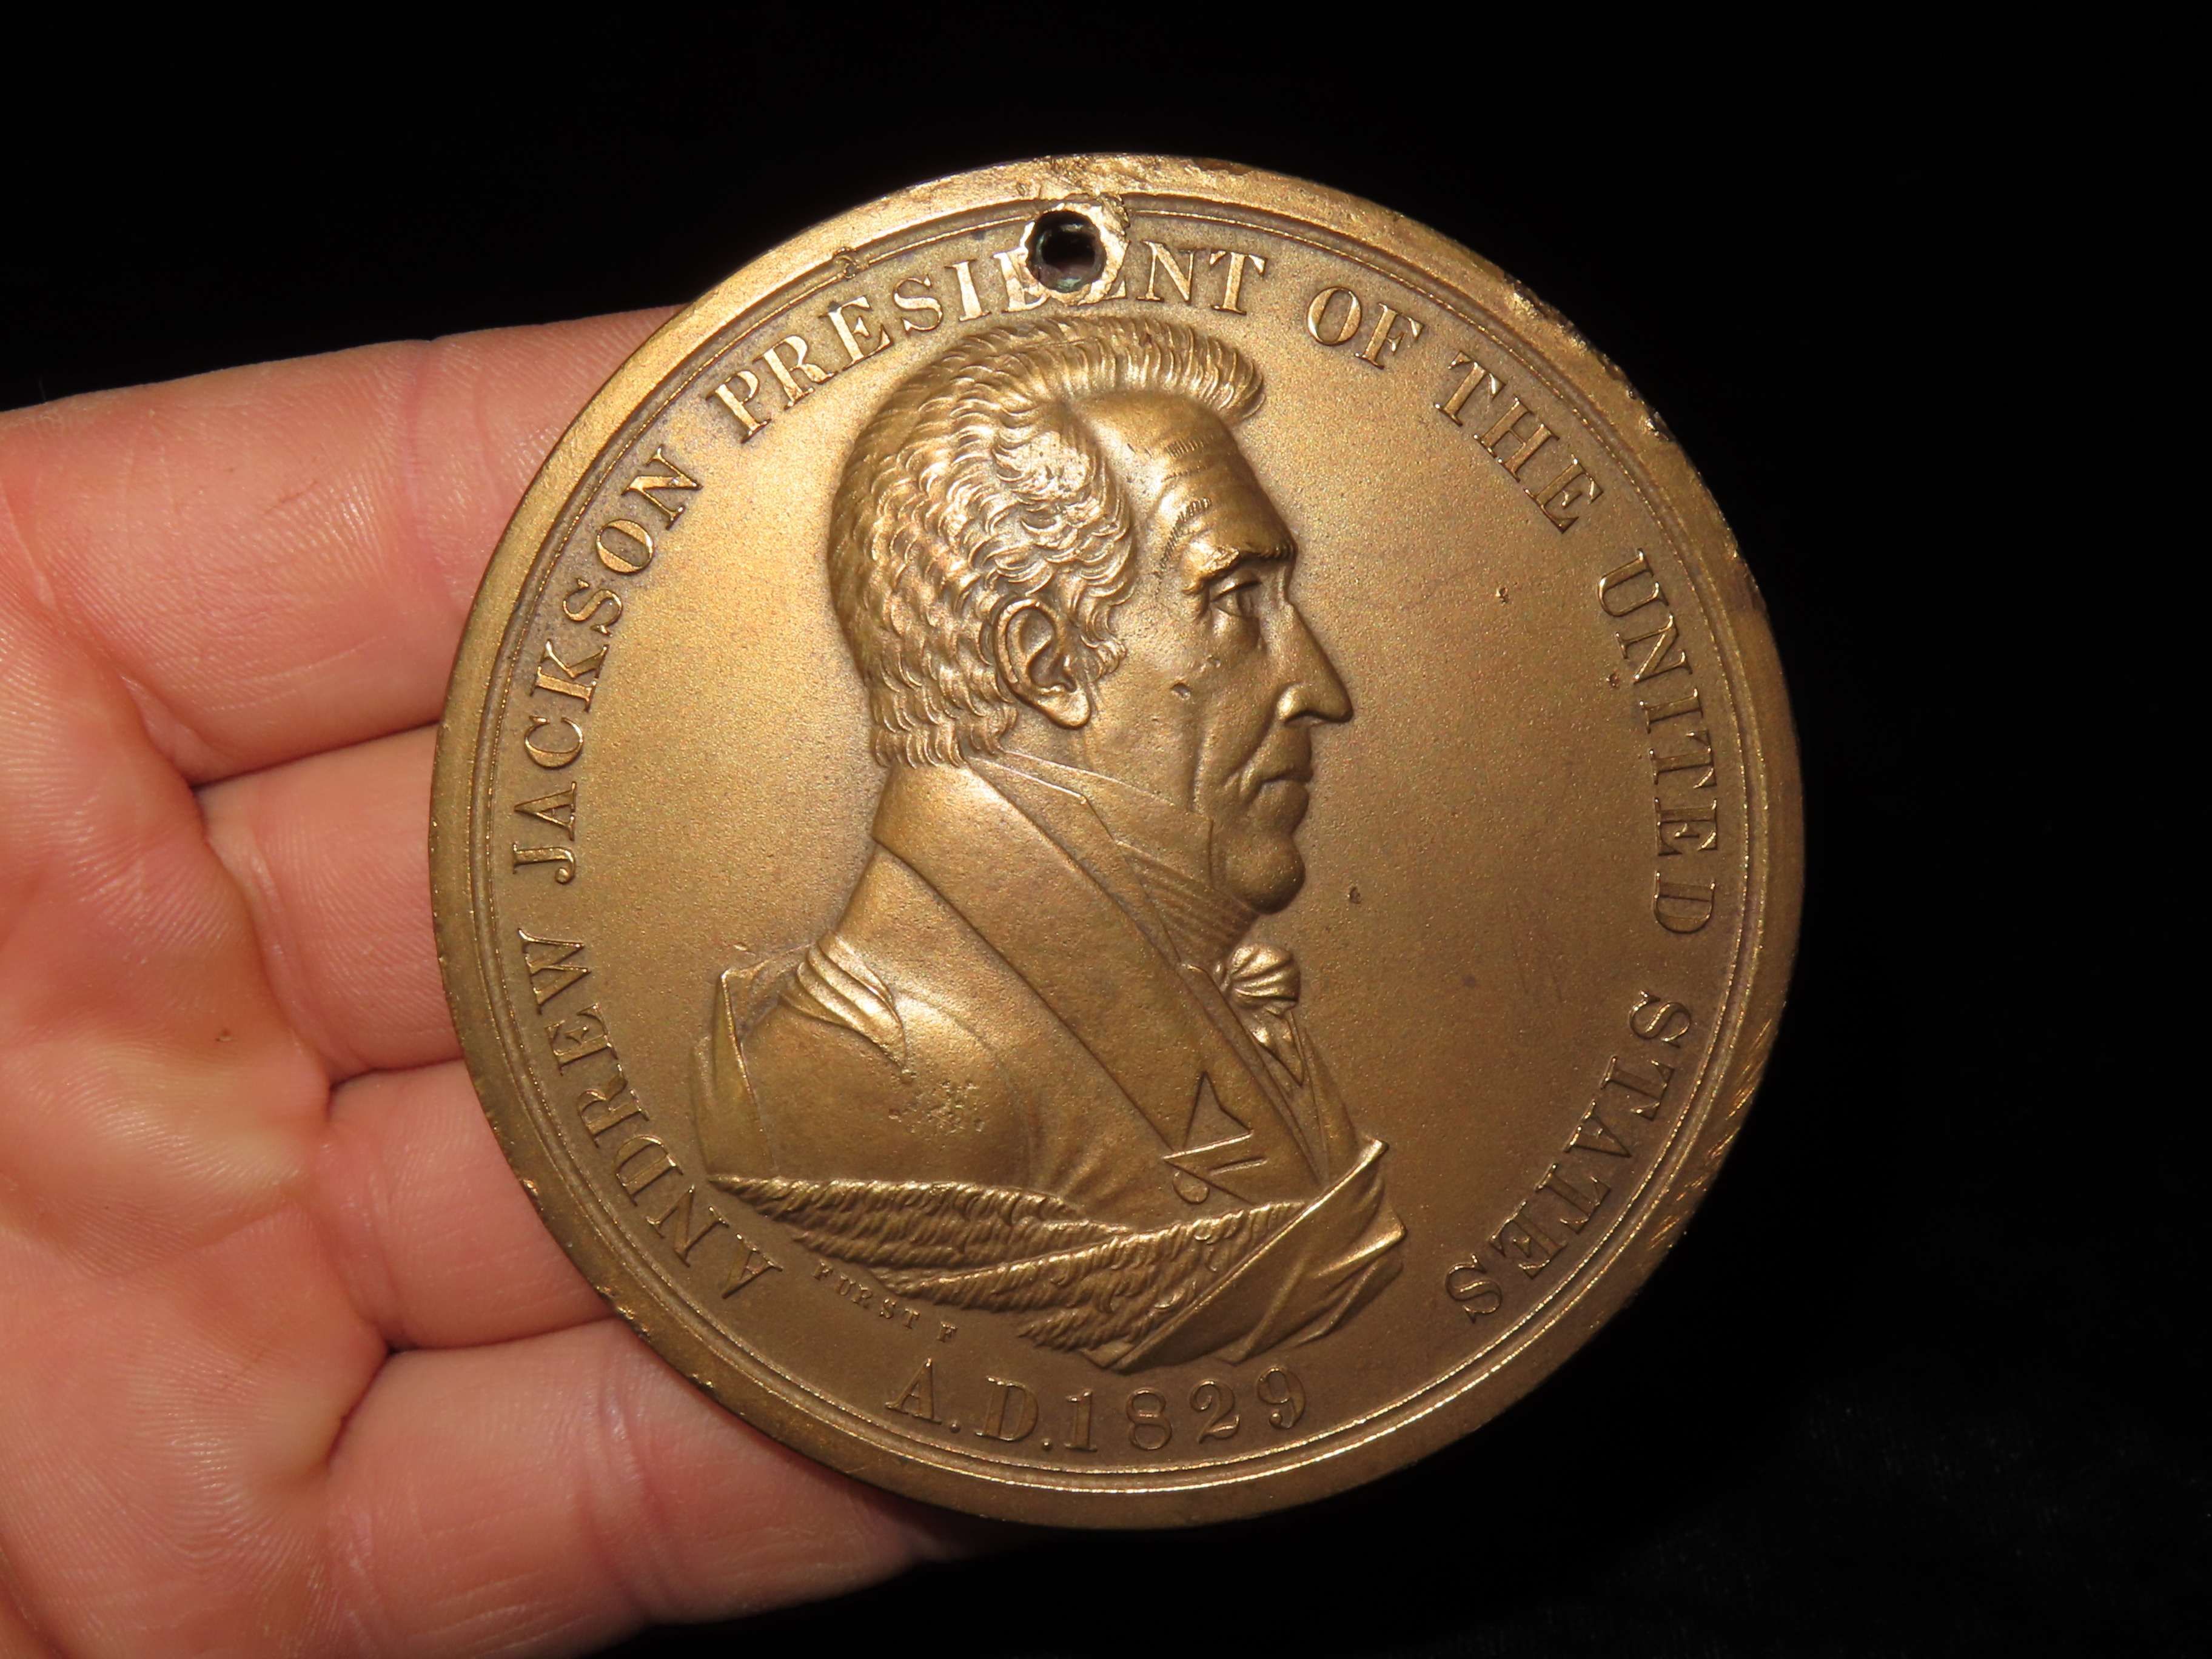 ANDREW JACKSON PRESIDENT OF THE UNITED STATES
FURST F
A.D.1829